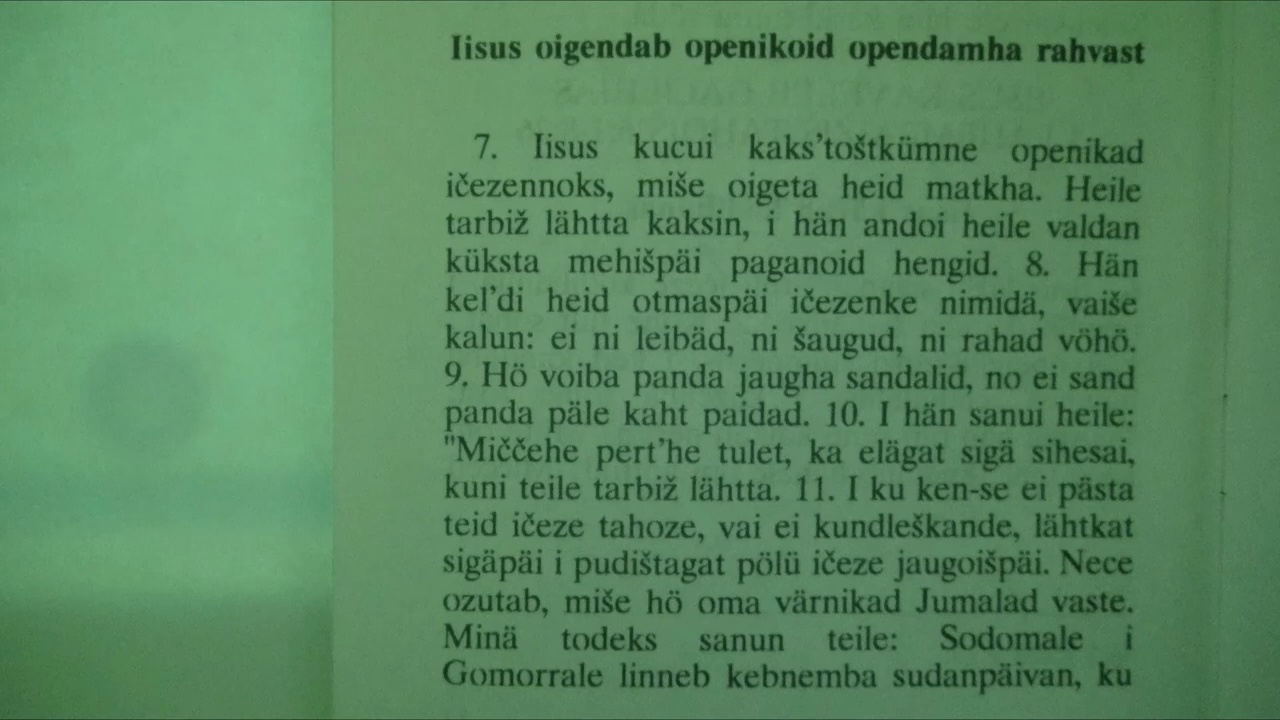 Iisus oigendab openikoid opendamha rahvast
7. Iisus kucui kaks'toštkümne openikad
ičezennoks, miše oigeta heid matkha. Heile
tarbiž lähtta kaksin, i hän andoi heile valdan
küksta mehišpäi paganoid hengid. 8. Hän
kel'di heid otmaspäi ičezenke nimidä, vaiše
kalun: ei ni leibäd, ni šaugud, ni rahad vöhö.
9. Hö voiba panda jaugha sandalid, no ei sand
panda päle kaht paidad. 10. I hän sanui heile:
"Miččehe pert'he tulet, ka elägat sigä sihesai,
kuni teile tarbiž lähtta. 11. I ku ken-se ei pästa
teid ičeze tahoze, vai ei kundleškande, lähtkat
sigäpäi i pudištagat pölü ičeze jaugoišpäi. Nece
ozutab, miše hö oma värnikad Jumalad vaste.
Minä todeks sanun teile: Sodomale i
Gomorrale linneb kebnemba sudanpäivan, ku